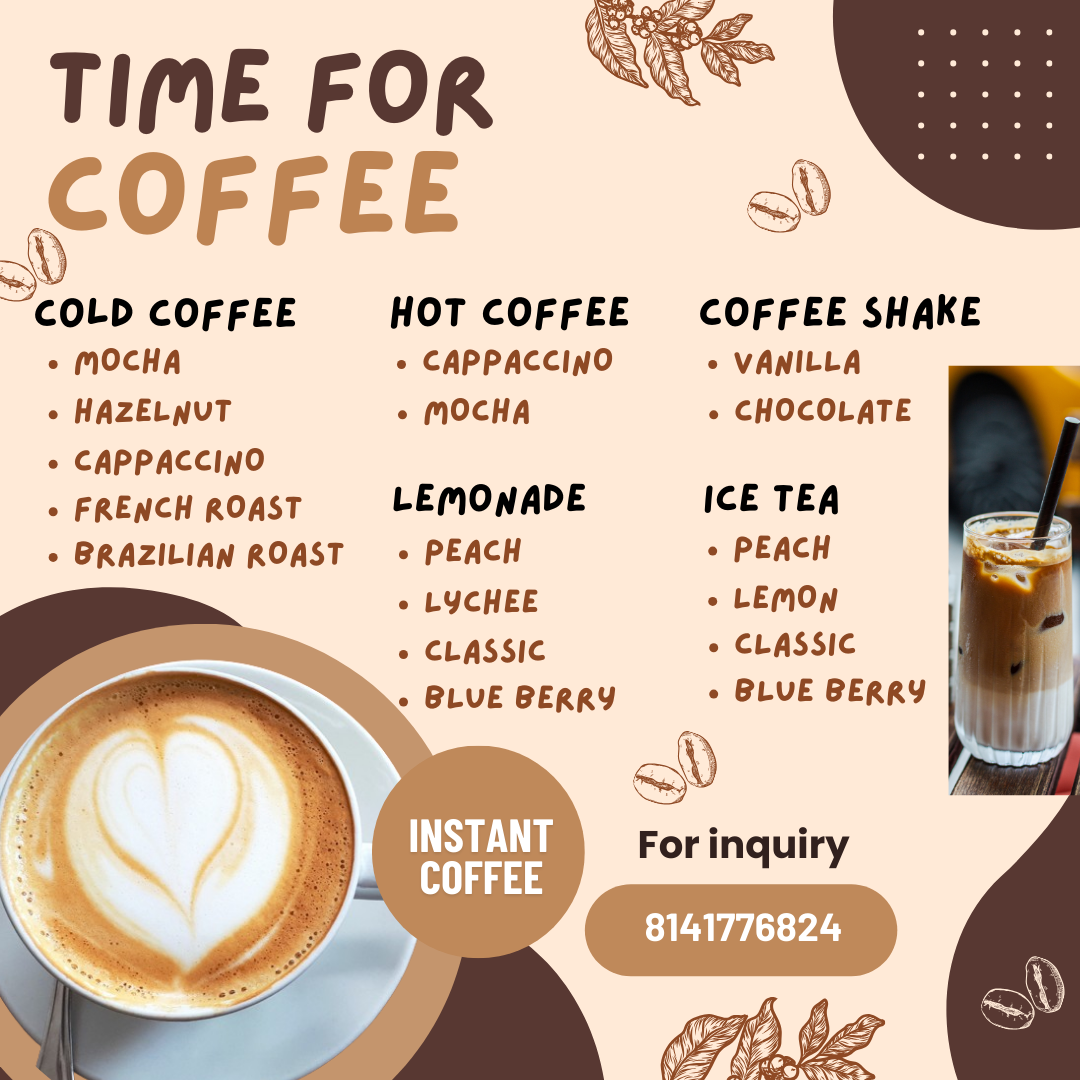 TIME FOR
COFFEE
COLD COFFEE
• MOCHA
• HAZELNUT
• CAPPACCINO
• FRENCH ROAST
• BRAZILIAN ROAST
HOT COFFEE
• CAPPACCINO
• MOCHA
COFFEE SHAKE
• VANILLA
• CHOCOLATE
LEMONADE
• PEACH
• LYCHEE
• CLASSIC
• BLUE BERRY
ICE TEA
• PEACH
• LEMON
• CLASSIC
• BLUE BERRY
INSTANT
COFFEE
For inquiry
8141776824